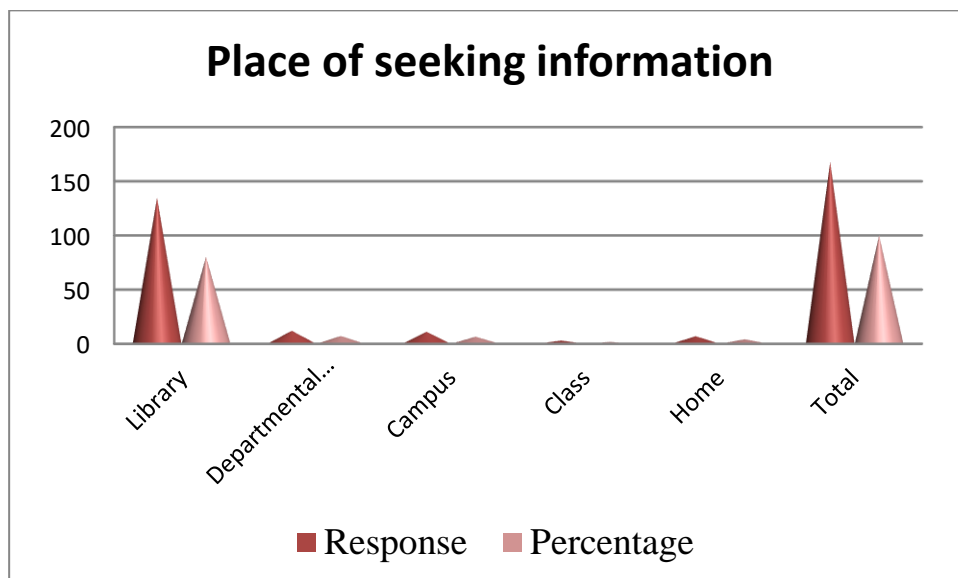 Place of seeking information
200
150
100
50
0
Library
Departmental...
Campus
Class
Home
Total
Response Percentage